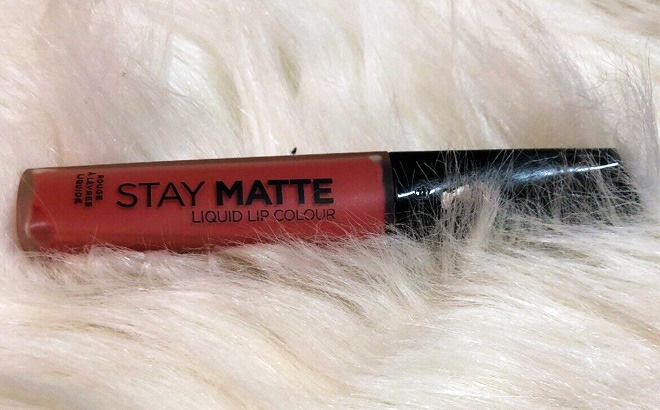 ROUGE
À LÈVRES
LIQUIDE
STAY MATTE
LIQUID LIP COLOUR